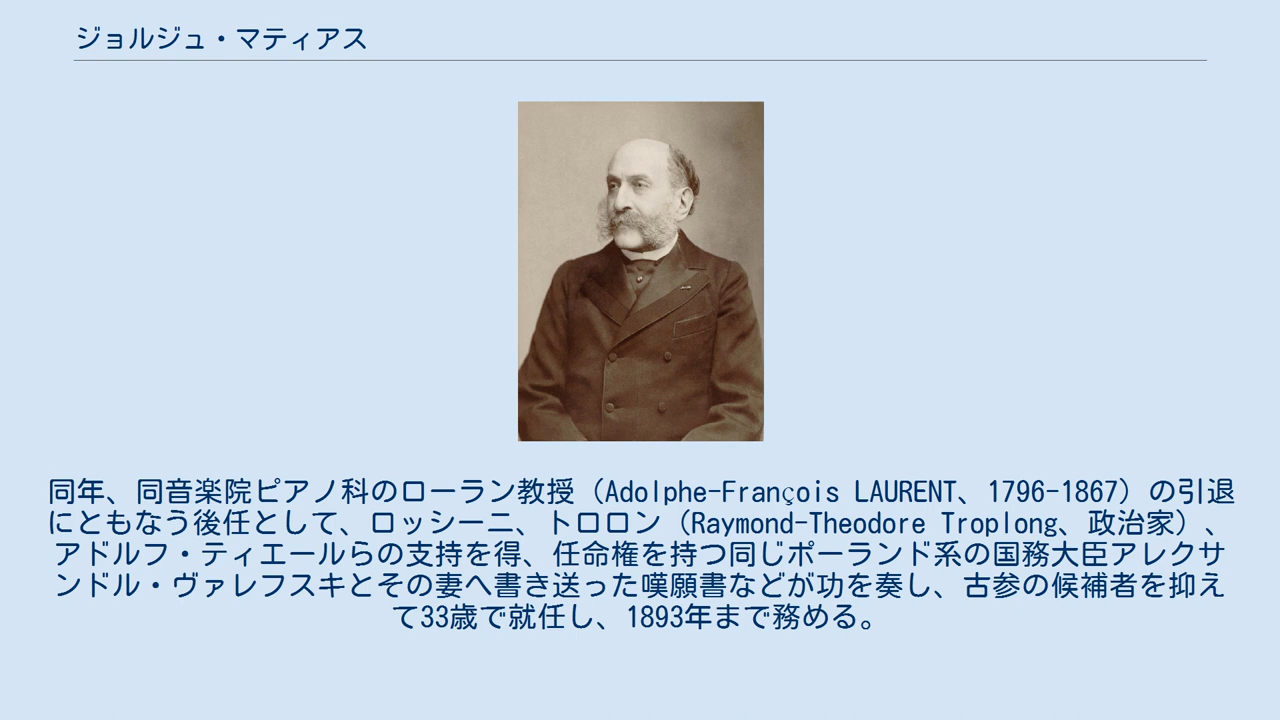 ジョルジュ・マティアス
同年、同音楽院ピアノ科のローラン教授（Adolphe-François LAURENT、1796-1867）の引退
にともなう後任として、ロッシーニ、トロロン（Raymond-Theodore Troplong、政治家）、
アドルフ・ティエールらの支持を得、任命権を持つ同じポーランド系の国務大臣アレクサ
ンドル・ヴァレフスキとその妻へ書き送った嘆願書などが功を奏し、古参の候補者を抑え
て33歳で就任し、1893年まで務める。